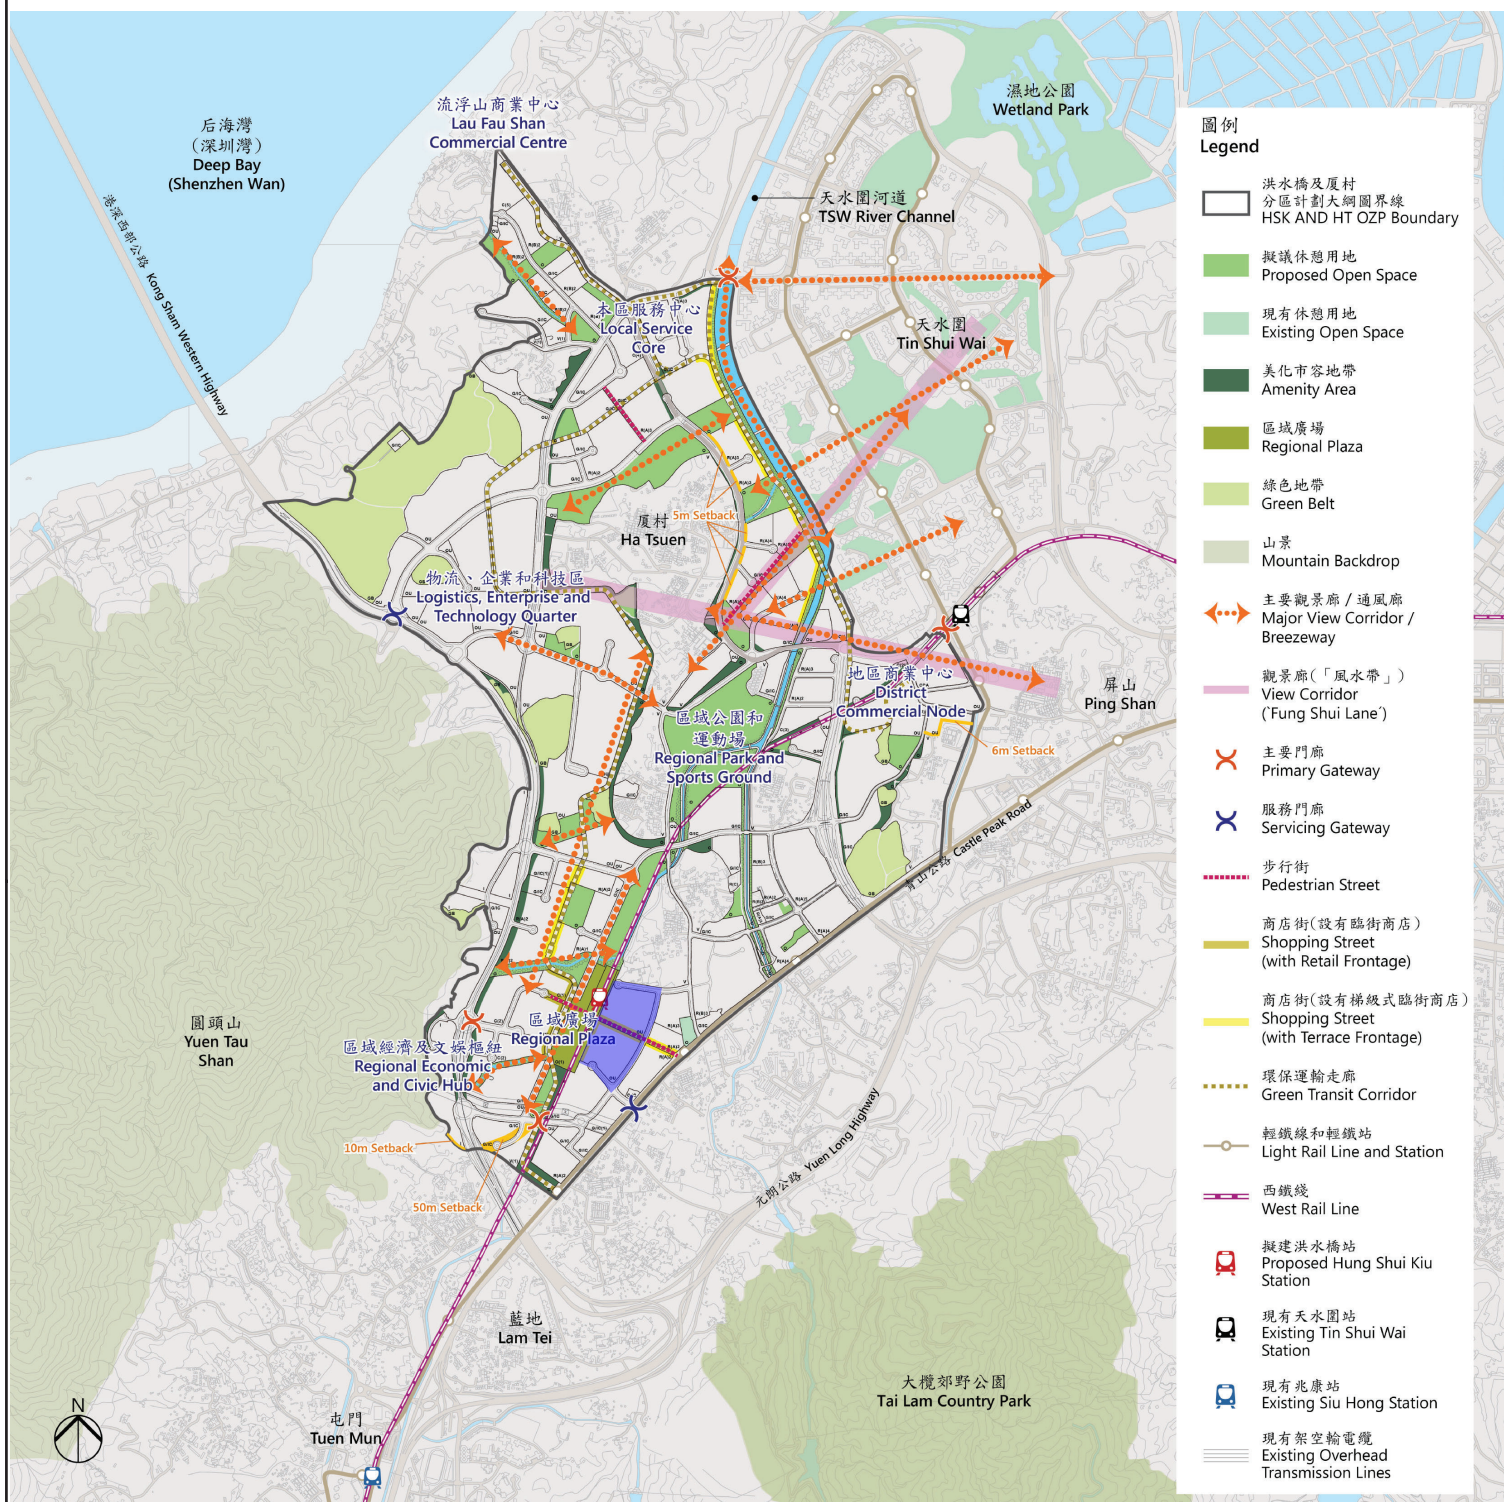 流浮山商業中心
Lau Fau Shan
Commercial Centre
濕地公園
Wetland Park
后海灣
（深圳灣）
Deep Bay
(Shenzhen Wan)
港深西部公路 Kong Sham Western Highway
天水圍河道
TSW River Channel
本區服務中心
Local Service
Core
天水圍
Tin Shui Wai
5m Setback
厦村
Ha Tsuen
物流、企業和科技區
Logistics, Enterprise and
Technology Quarter
地區商業中心
District
Commercial Node
屏山
Ping Shan
區域公園和
運動場
Regional Park and
Sports Ground
6m Setback
青山公路 Castle Peak Road
圓頭山
Yuen Tau
Shan
區域廣場
Regional Plaza
區域經濟及文娛樞紐
Regional Economic
and Civic Hub
10m Setback
50m Setback
元朗公路 Yuen Long Highway
藍地
Lam Tei
大欖郊野公園
Tai Lam Country Park
屯門
Tuen Mun
N
圖例
Legend
洪水橋及厦村
分區計劃大綱圖界線
HSK AND HT OZP Boundary
擬議休憩用地
Proposed Open Space
現有休憩用地
Existing Open Space
美化市容地帶
Amenity Area
區域廣場
Regional Plaza
綠色地帶
Green Belt
山景
Mountain Backdrop
主要觀景廊 / 通風廊
Major View Corridor /
Breezeway
觀景廊(「風水帶」)
View Corridor
(`Fung Shui Lane´)
主要門廊
Primary Gateway
服務門廊
Servicing Gateway
步行街
Pedestrian Street
商店街(設有臨街商店)
Shopping Street
(with Retail Frontage)
商店街(設有梯級式臨街商店)
Shopping Street
(with Terrace Frontage)
環保運輸走廊
Green Transit Corridor
輕鐵線和輕鐵站
Light Rail Line and Station
西鐵綫
West Rail Line
擬建洪水橋站
Proposed Hung Shui Kiu
Station
現有天水圍站
Existing Tin Shui Wai
Station
現有兆康站
Existing Siu Hong Station
現有架空輸電纜
Existing Overhead
Transmission Lines